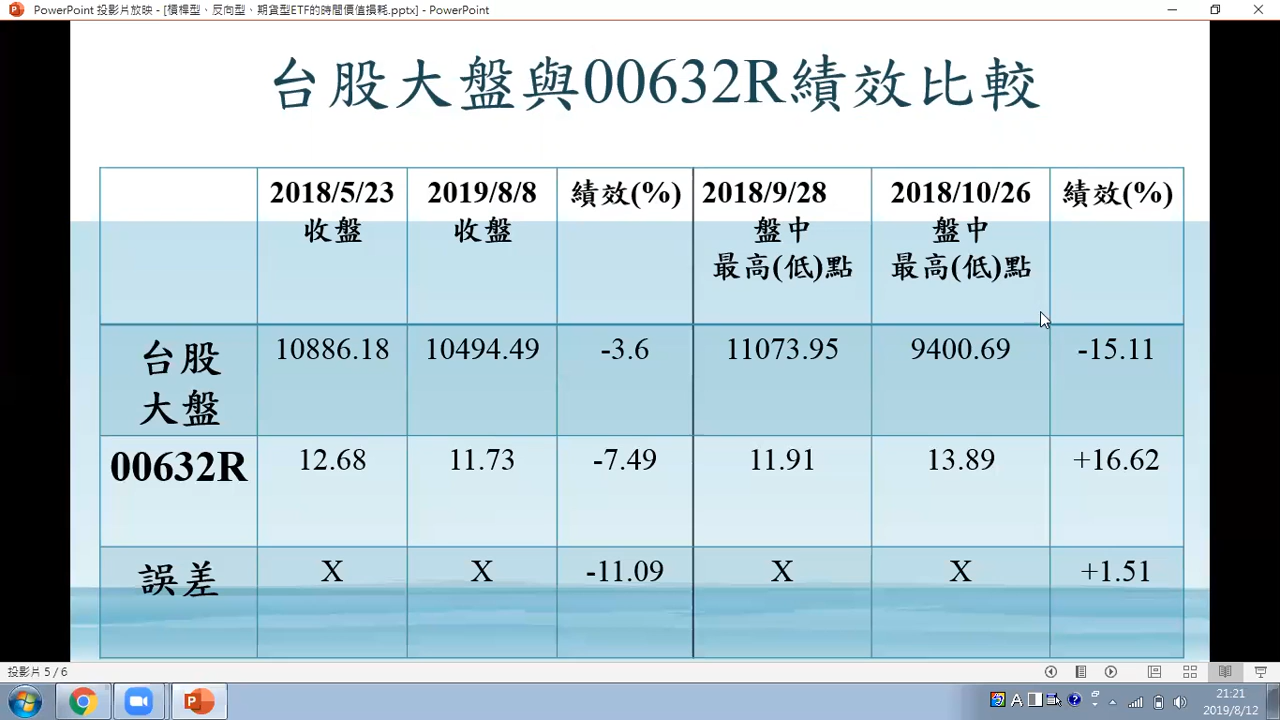 PowerPoint 投影片放映 - [槓桿型、反向型、期貨型ETF的時間價值損耗.pptx] - PowerPoint
台股大盤與00632R績效比較
2018/5/23
收盤
2019/8/8
收盤
績效(%)
2018/9/28
盤中
最高(低)點
2018/10/26
盤中
最高(低)點
績效(%)
台股
大盤
10886.18
10494.49
-3.6
11073.95
9400.69
-15.11
00632R
12.68
11.73
-7.49
11.91
13.89
+16.62
誤差
X
X
-11.09
X
X
+1.51
投影片 5 / 6
21:21
2019/8/12